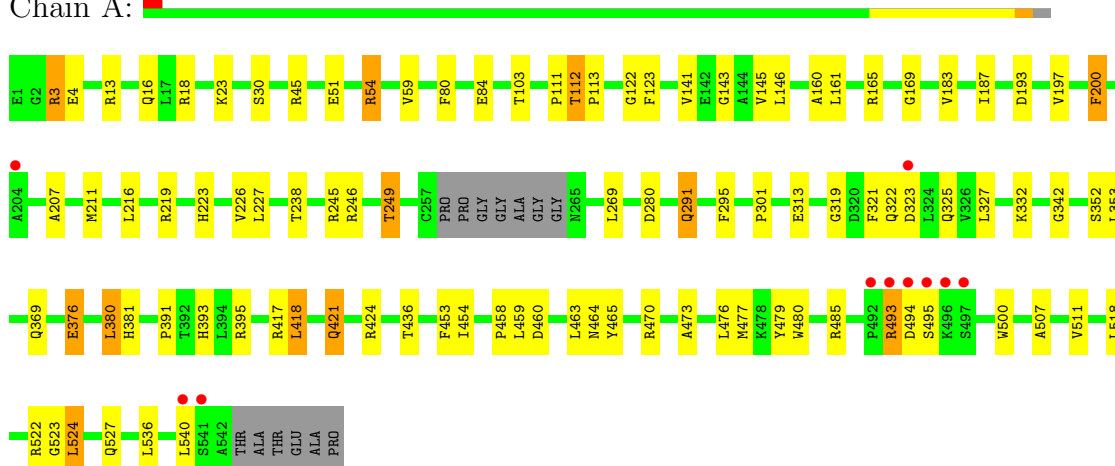 Chain A:
E1 G2 R3 E4 R13 Q16 L17 R18 K23 S30 R45 E51 R54 V59 F80 E84 T103 P111 T112 P113 G122 F123 V141 E142 G143 A144 V145 L146 A160 L161 R165 G169 V183 I187 D193 V197 F200
A204 A207 M211 L216 R219 H223 V226 L227 T238 R245 R246 T249 C257 PRO PRO GLY GLY ALA GLY GLY N265 L269 D280 Q291 F295 P301 E313 G319 D320 F321 Q322 D323 L324 Q325 V326 L327 K332 G342 S352 L353
Q369 E376 L380 H381 P391 T392 H393 L394 R395 R417 L418 Q421 R424 T436 F453 I454 P458 L459 D460 L463 N464 Y465 R470 A473 L476 M477 K478 Y479 W480 R485 P492 R493 D494 S495 K496 S497 W500 A507 V511 L518
R522 G523 L524 Q527 L536 L540 S541 A542 THR ALA THR GLU ALA PRO